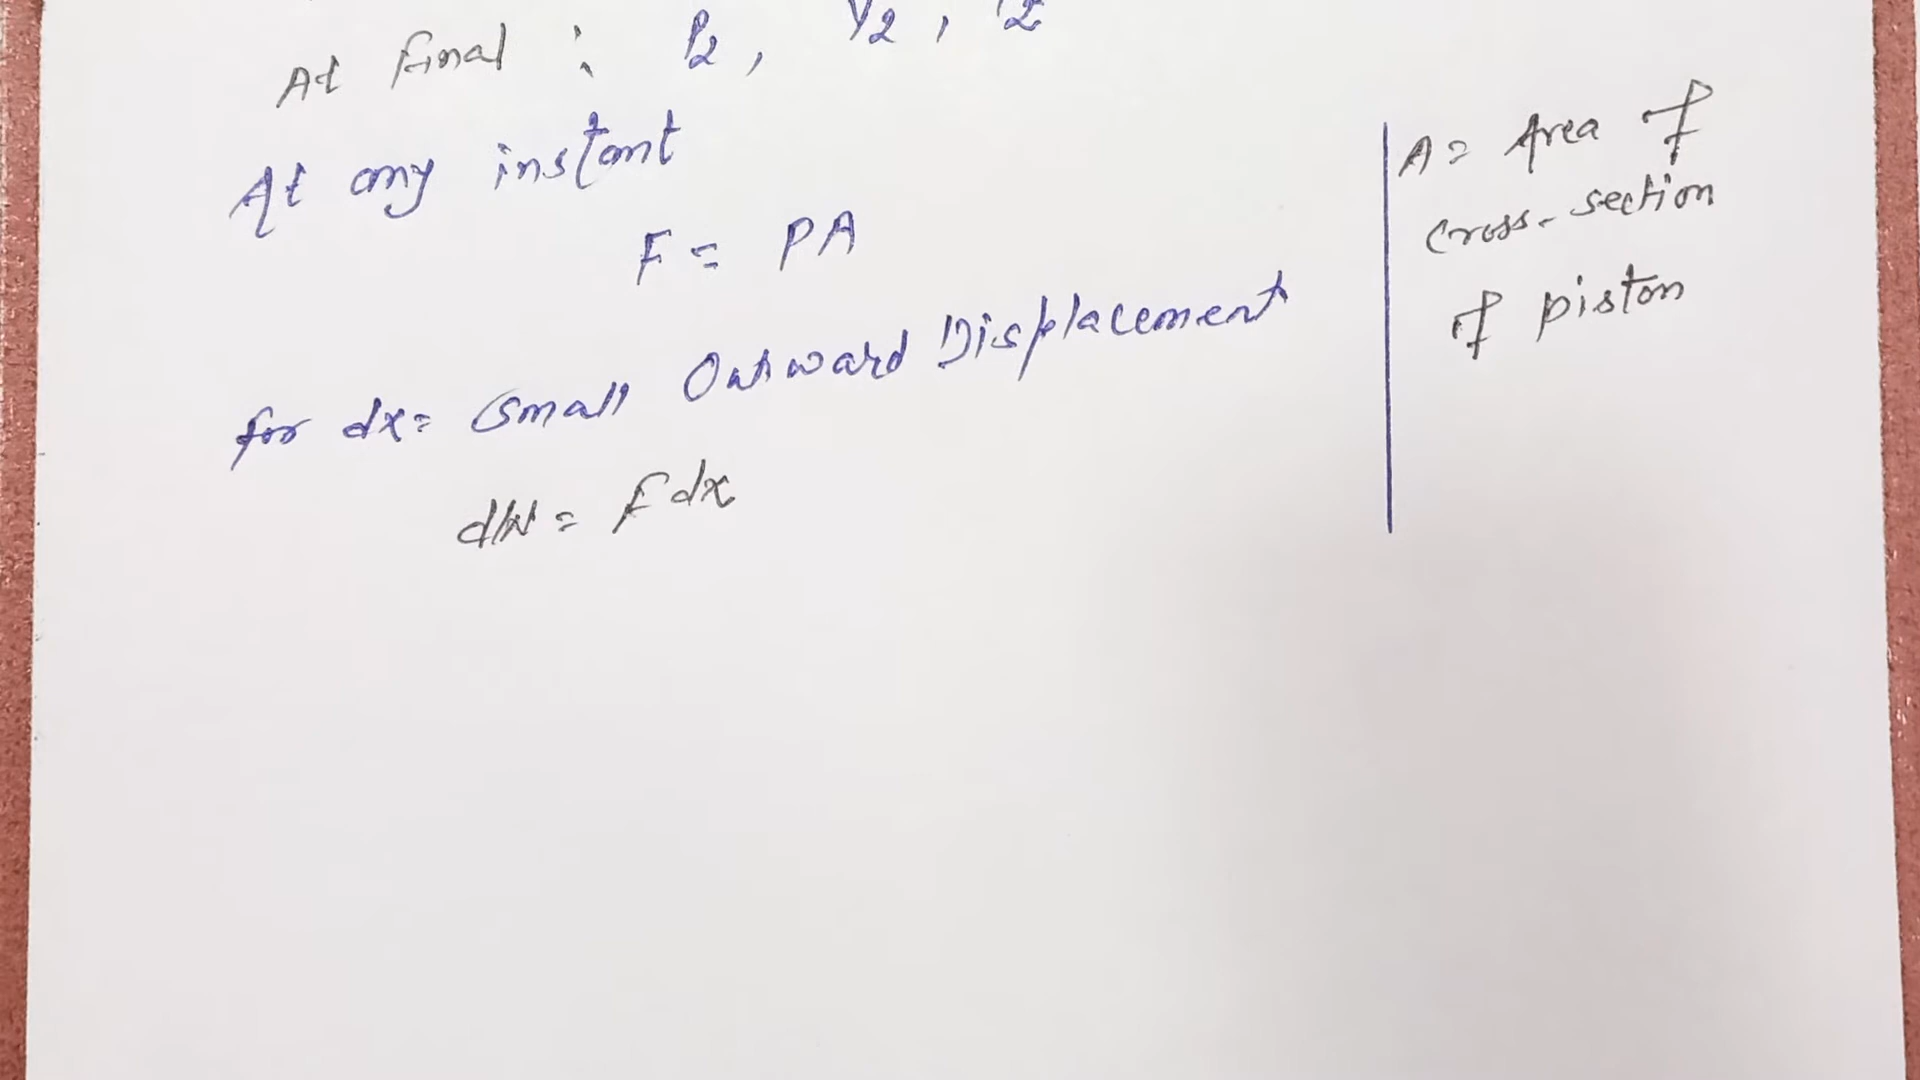 At final : P2, V2,
At any instant
F = PA
for dx = Small Outward Displacement
dW = F dx
A = Area of
cross-section
of piston